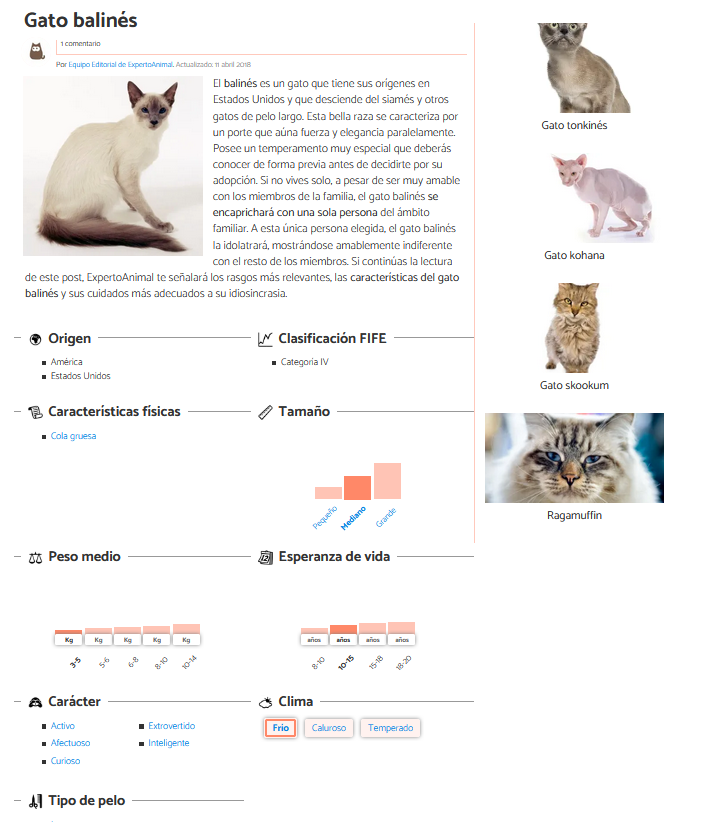 Gato balinés
1 comentario
Por Equipo Editorial de ExpertoAnimal. Actualizado: 11 abril 2018
El balinés es un gato que tiene sus orígenes en
Estados Unidos y que desciende del siamés y otros
gatos de pelo largo. Esta bella raza se caracteriza por
un porte que aúna fuerza y elegancia paralelamente.
Posee un temperamento muy especial que deberás
conocer de forma previa antes de decidirte por su
adopción. Si no vives solo, a pesar de ser muy amable
con los miembros de la familia, el gato balinés se
encaprichará con una sola persona del ámbito
familiar. A esta única persona elegida, el gato balinés
la idolatrará, mostrándose amablemente indiferente
con el resto de los miembros. Si continúas la lectura
de este post, ExpertoAnimal te señalará los rasgos más relevantes, las características del gato
balinés y sus cuidados más adecuados a su idiosincrasia.
Origen
América
Estados Unidos
Clasificación FIFE
Categoría IV
Características físicas
Cola gruesa
Tamaño
Pequeño
Mediano
Grande
Peso medio
Kg Kg Kg Kg Kg
3-5 5-6 6-8 8-10 10-14
Esperanza de vida
años años años años
8-10 10-15 15-18 18-20
Carácter
Activo
Afectuoso
Curioso
Extrovertido
Inteligente
Clima
Frío Caluroso Temperado
Tipo de pelo
Gato tonkinés
Gato kohana
Gato skookum
Ragamuffin